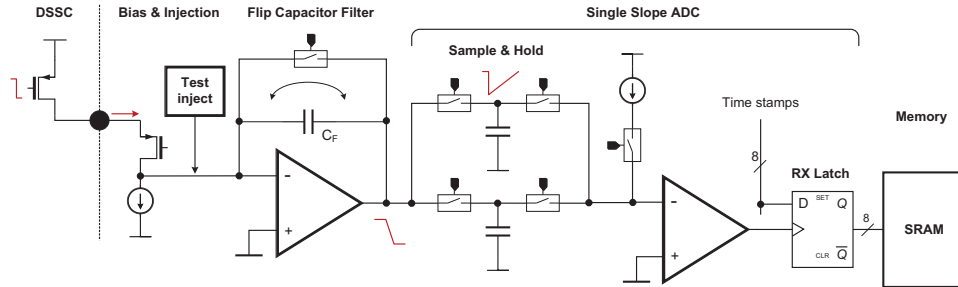 DSSC
Bias & Injection
Flip Capacitor Filter
Single Slope ADC
Sample & Hold
Test
inject
CF
Time stamps
Memory
8
RX Latch
D SET Q
CLR Q
8
SRAM
-
+
-
+